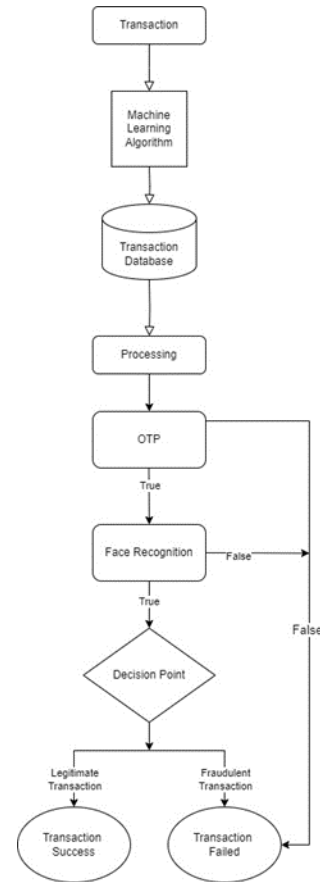 Transaction
Machine
Learning
Algorithm
Transaction
Database
Processing
OTP
True
Face Recognition
False
True
False
Decision Point
Legitimate
Transaction
Fraudulent
Transaction
Transaction
Success
Transaction
Failed